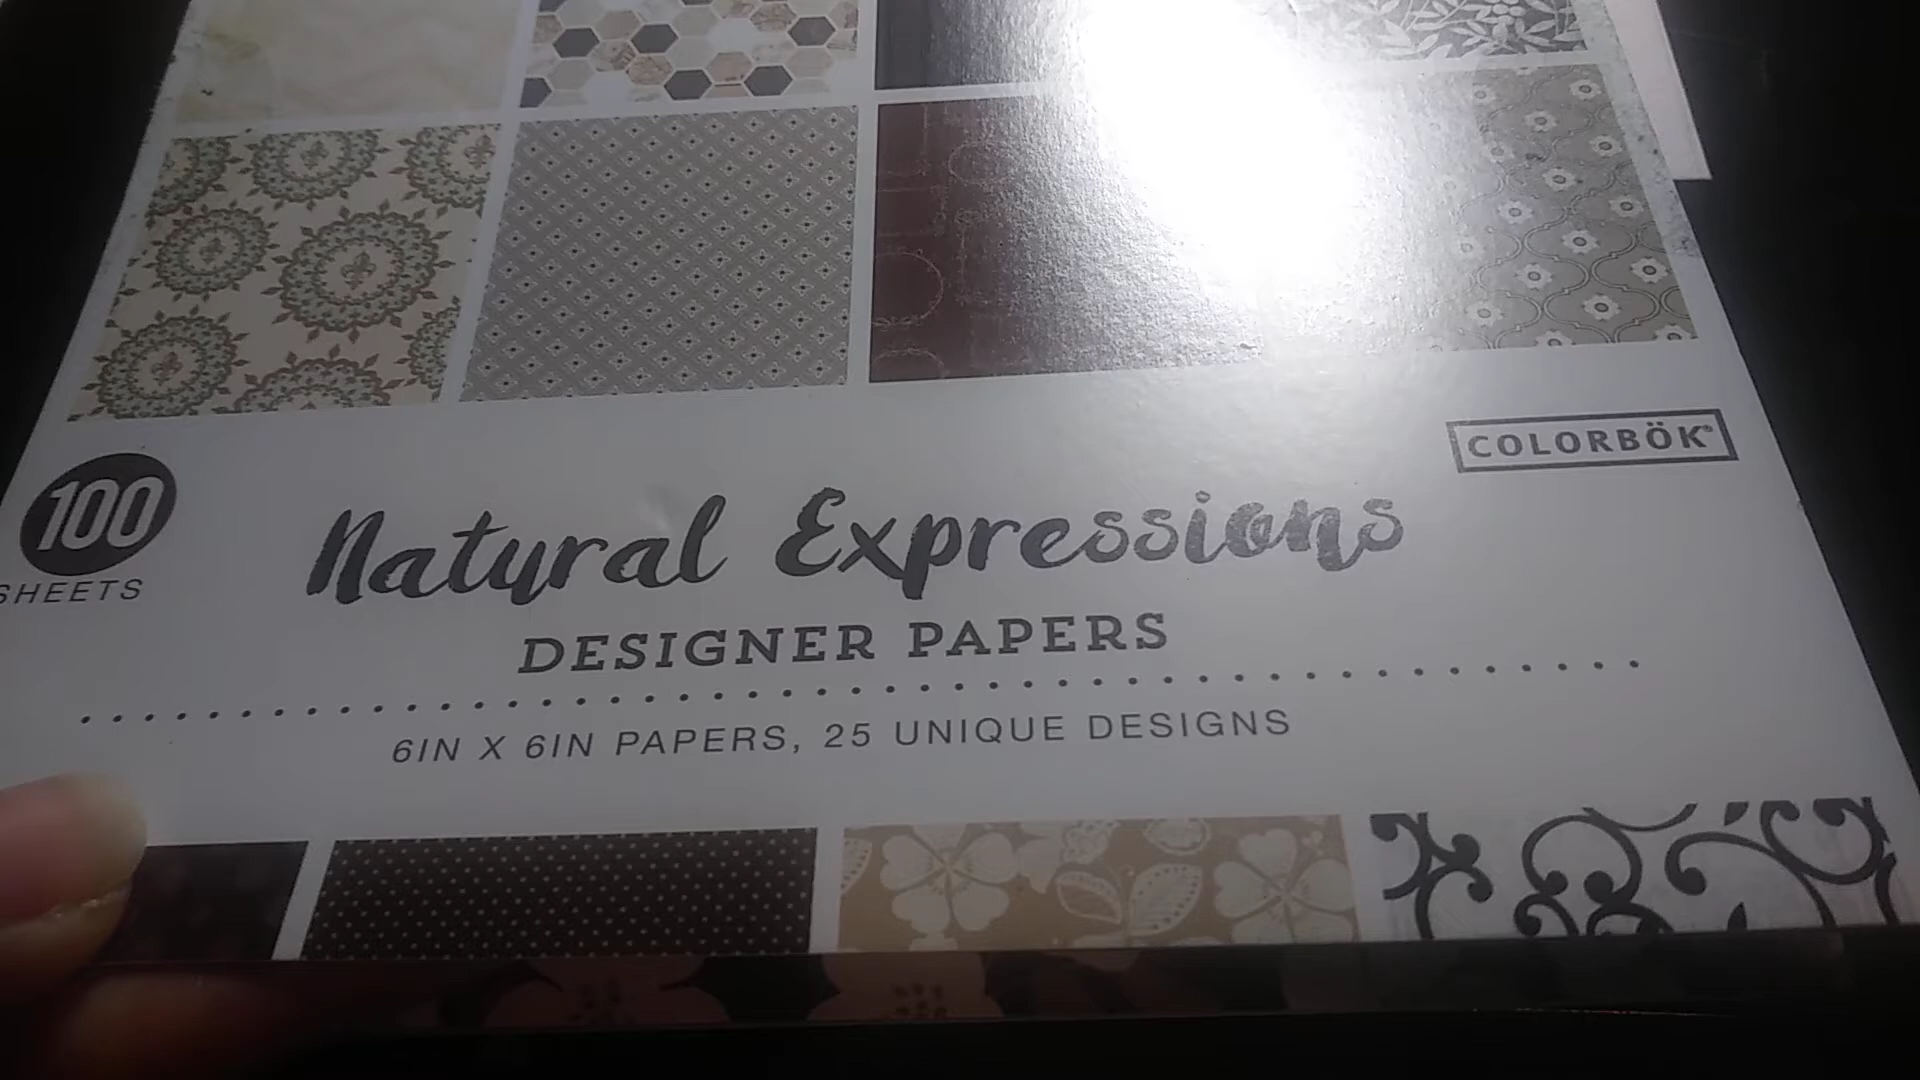 COLORBÖK®
100
SHEETS
Natural Expressions
DESIGNER PAPERS
6IN X 6IN PAPERS, 25 UNIQUE DESIGNS